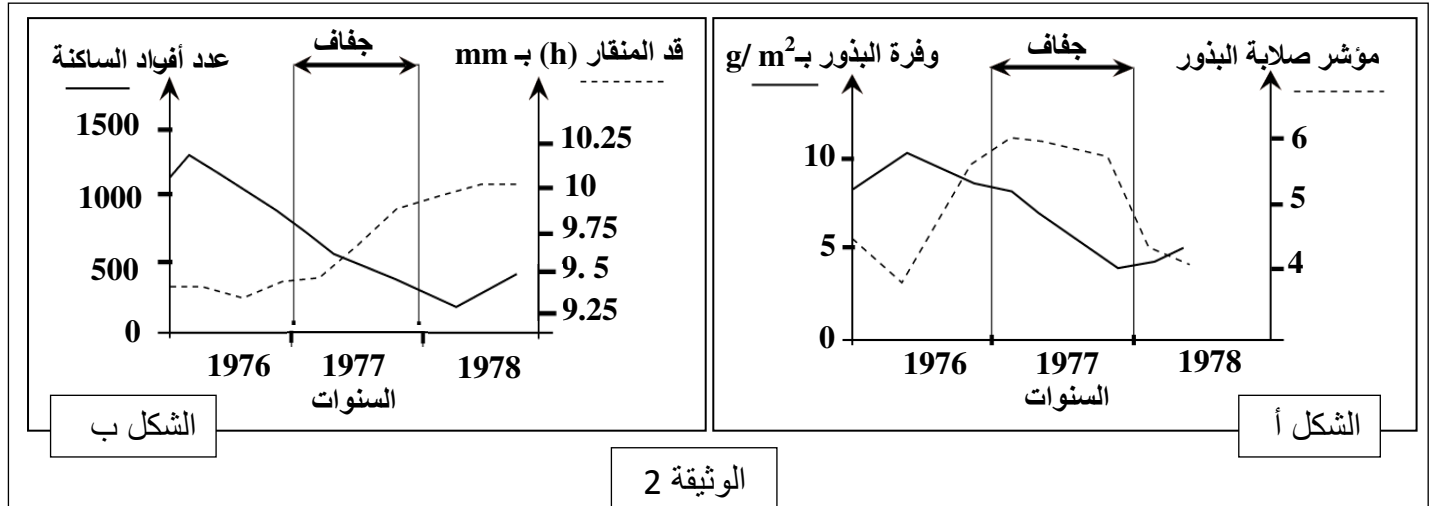 جفاف
وفرة البذور بـ g/ m²
مؤشر صلابة البذور
10
5
0
6
5
4
1976 1977 1978
السنوات
الشكل أ
جفاف
عدد أفراد الساكنة
قد المنقار (h) بـ mm
1500
1000
500
0
10.25
10
9.75
9. 5
9.25
1976 1977 1978
السنوات
الشكل ب
الوثيقة 2